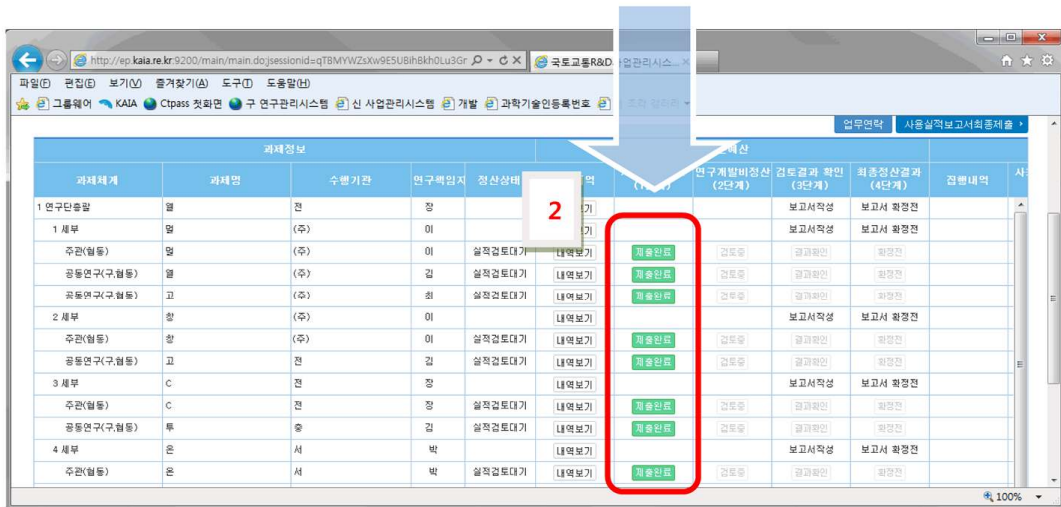 http://ep.kaia.re.kr:9200/main/main.do;jsessionid=qTBMYWZsXw9E5UBihBkh0Lu3Gr
국토교통R&D사업관리시스...
파일(F) 편집(E) 보기(V) 즐겨찾기(A) 도구(T) 도움말(H)
그룹웨어 KAIA Ctpass 첫화면 구 연구관리시스템 신 사업관리시스템 개발 과학기술인등록번호
업무연락 사용실적보고서최종제출
과제정보
과제체계 과제명 수행기관 연구책임자 정산상태 (1단계) 연구개발비정산 (2단계) 검토결과 확인 (3단계) 최종정산결과 (4단계) 집행내역
2
1 연구단총괄 열 전 장 보고서작성 보고서 확정전
1 세부 멀 (주) 이 보고서작성 보고서 확정전
주관(협동) 멀 (주) 이 실적검토대기 내역보기 제출완료 검토중 결과확인 확정전
공동연구(구,협동) 열 (주) 김 실적검토대기 내역보기 제출완료 검토중 결과확인 확정전
공동연구(구,협동) 고 (주) 최 실적검토대기 내역보기 제출완료 검토중 결과확인 확정전
2 세부 창 (주) 이 내역보기 보고서작성 보고서 확정전
주관(협동) 창 (주) 이 실적검토대기 내역보기 제출완료 검토중 결과확인 확정전
공동연구(구,협동) 고 전 김 실적검토대기 내역보기 제출완료 검토중 결과확인 확정전
3 세부 C 전 장 내역보기 보고서작성 보고서 확정전
주관(협동) C 전 장 실적검토대기 내역보기 제출완료 검토중 결과확인 확정전
공동연구(구,협동) 투 중 김 실적검토대기 내역보기 제출완료 검토중 결과확인 확정전
4 세부 온 서 박 내역보기 보고서작성 보고서 확정전
주관(협동) 온 서 박 실적검토대기 내역보기 제출완료 검토중 결과확인 확정전
100%